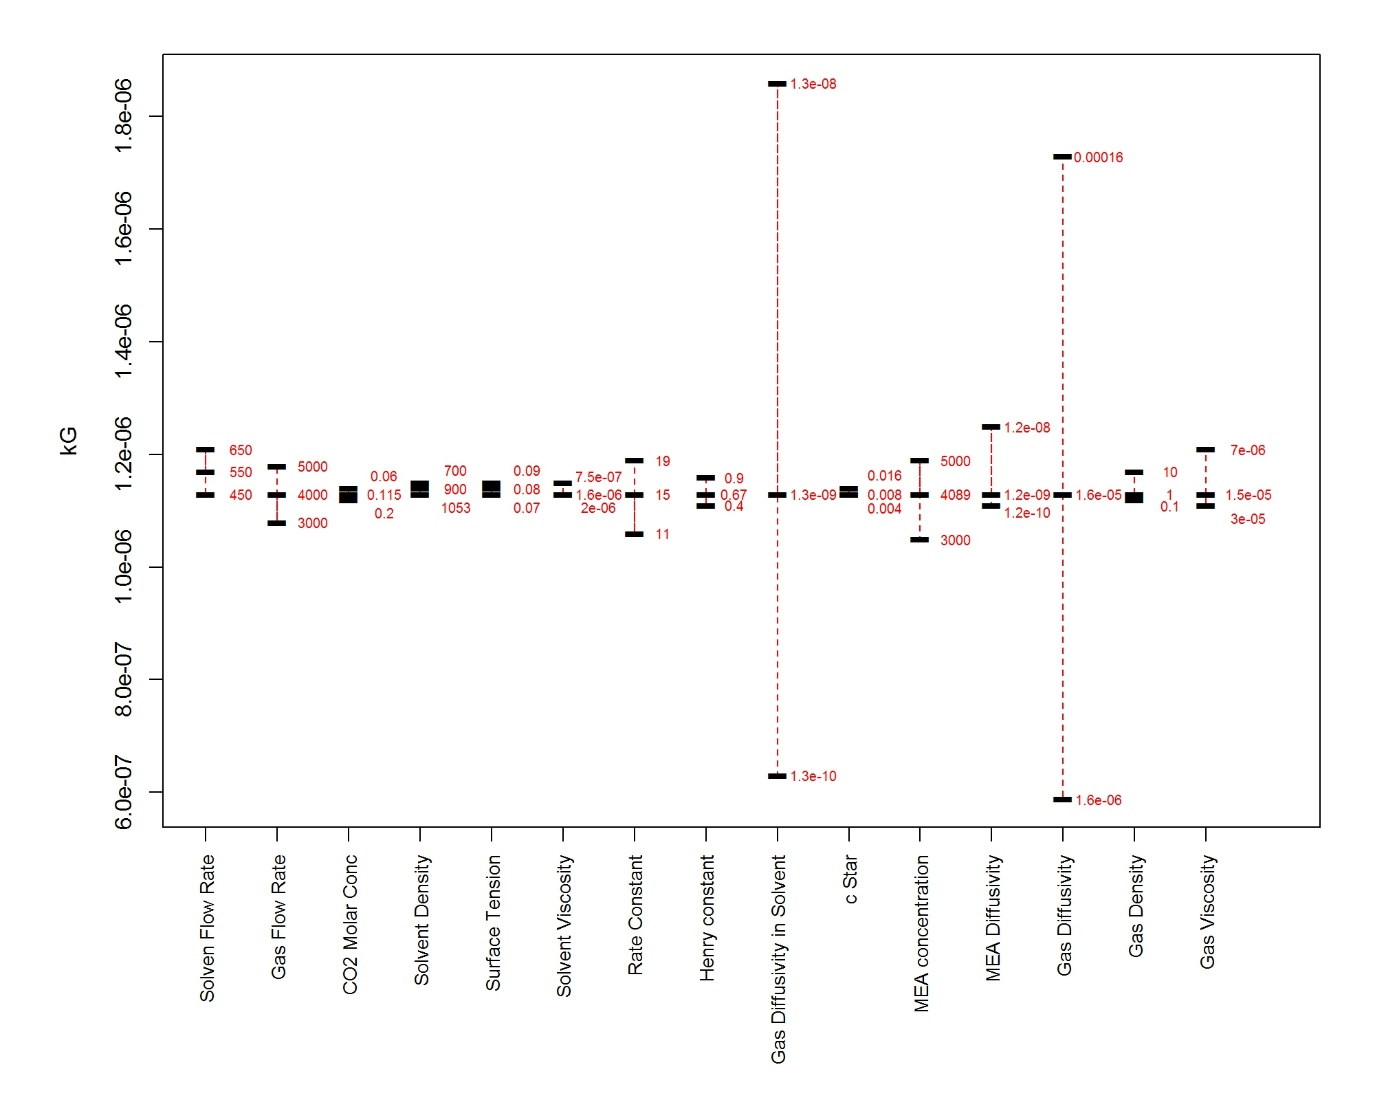 kG
1.8e-06
1.6e-06
1.4e-06
1.2e-06
1.0e-06
8.0e-07
6.0e-07
650
550
450
5000
4000
3000
0.06
0.115
0.2
700
900
1053
0.09
0.08
0.07
7.5e-07
1.6e-06
2e-06
19
15
11
0.9
0.67
0.4
1.3e-08
1.3e-09
1.3e-10
0.016
0.008
0.004
5000
4089
3000
1.2e-08
1.2e-09
1.2e-10
0.00016
1.6e-05
1.6e-06
10
1
0.1
7e-06
1.5e-05
3e-05
Solven Flow Rate
Gas Flow Rate
CO2 Molar Conc
Solvent Density
Surface Tension
Solvent Viscosity
Rate Constant
Henry constant
Gas Diffusivity in Solvent
c Star
MEA concentration
MEA Diffusivity
Gas Diffusivity
Gas Density
Gas Viscosity